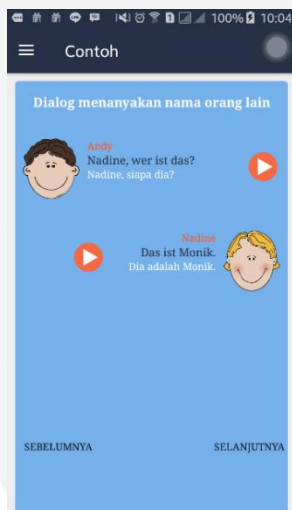 100% 10:04
Contoh
Dialog menanyakan nama orang lain
Andy
Nadine, wer ist das?
Nadine, siapa dia?
Nadine
Das ist Monik.
Dia adalah Monik.
SEBELUMNYA SELANJUTNYA